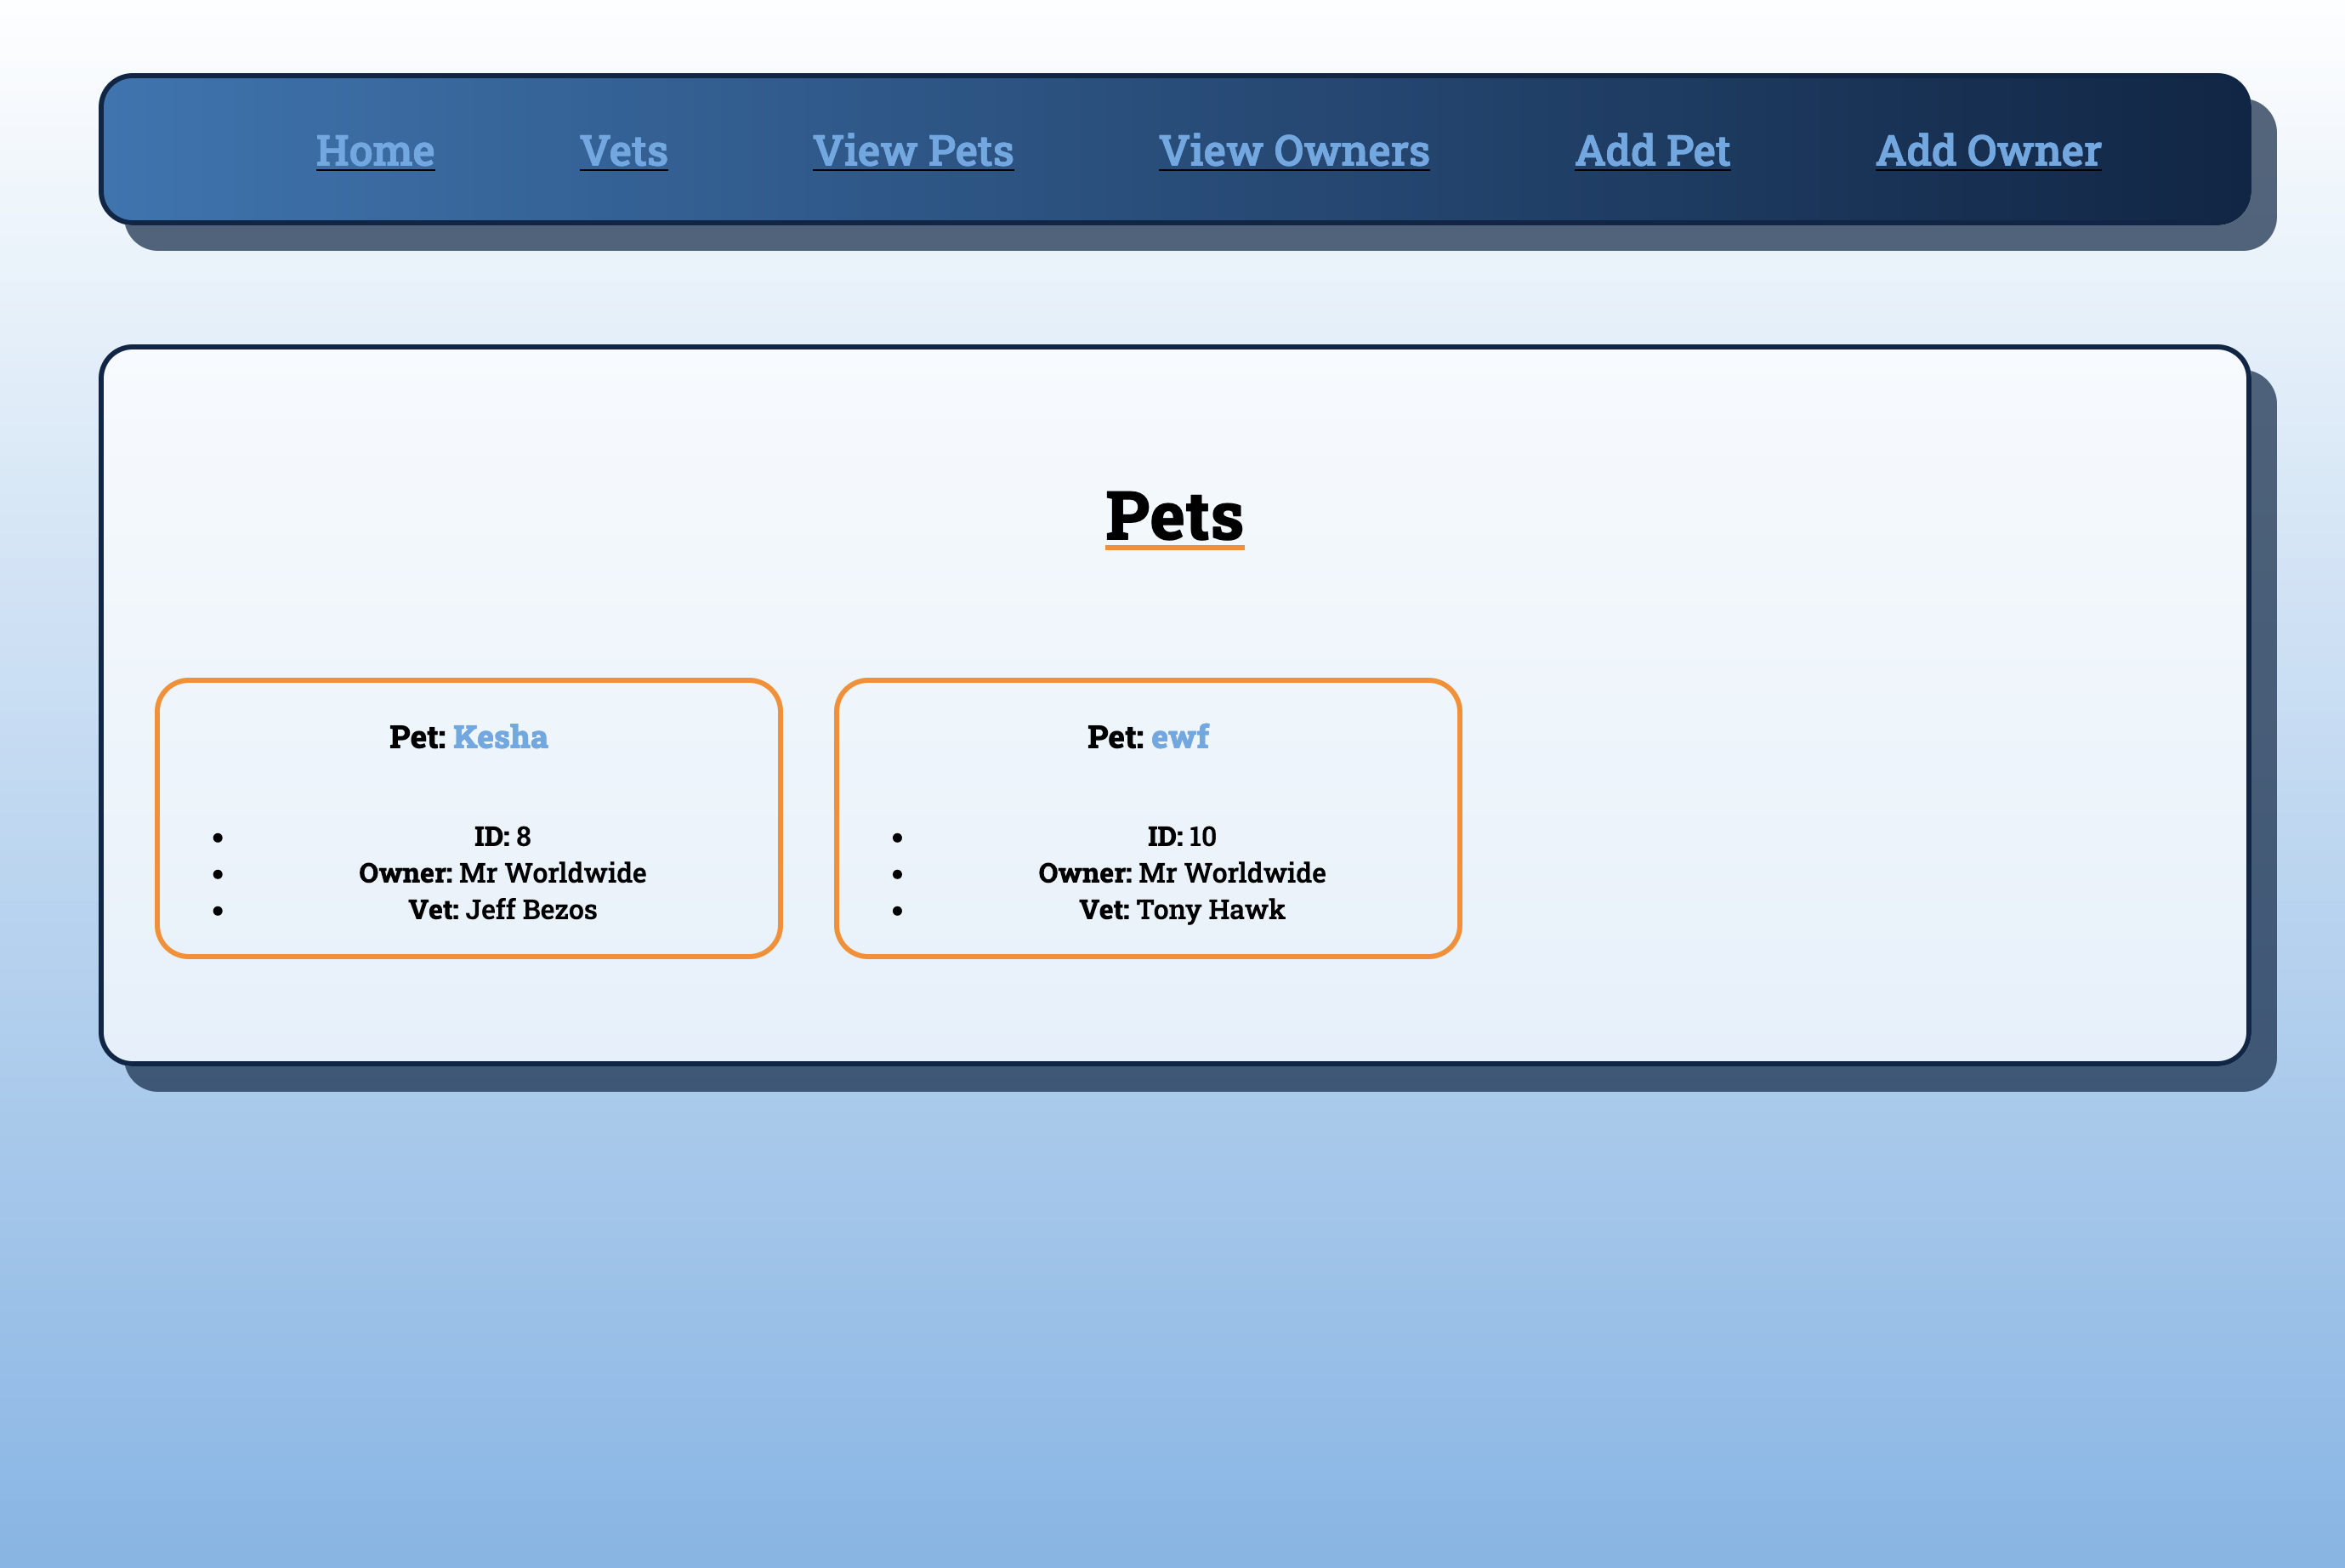 Home Vets View Pets View Owners Add Pet Add Owner
Pets
Pet: Kesha
ID: 8
Owner: Mr Worldwide
Vet: Jeff Bezos
Pet: ewf
ID: 10
Owner: Mr Worldwide
Vet: Tony Hawk